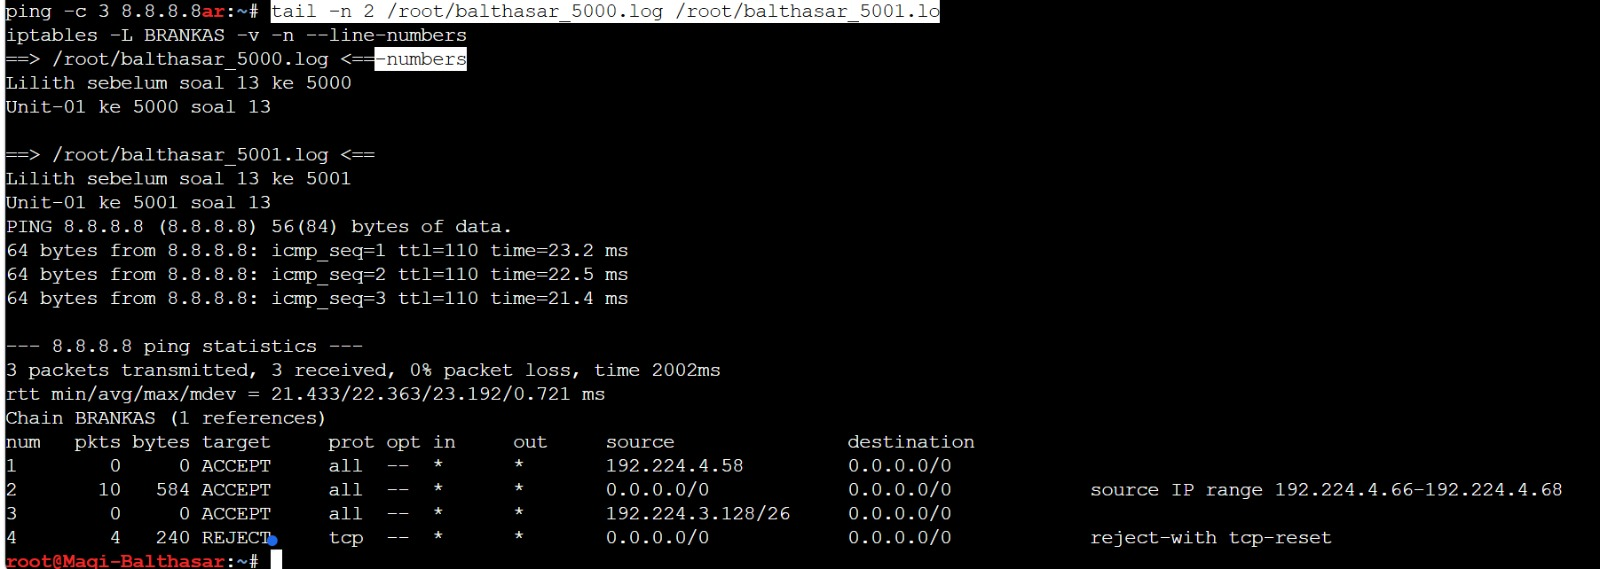 ping -c 3 8.8.8.8ar:~# tail -n 2 /root/balthasar_5000.log /root/balthasar_5001.lo
iptables -L BRANKAS -v -n --line-numbers
==> /root/balthasar_5000.log <==-numbers
Lilith sebelum soal 13 ke 5000
Unit-01 ke 5000 soal 13
==> /root/balthasar_5001.log <==
Lilith sebelum soal 13 ke 5001
Unit-01 ke 5001 soal 13
PING 8.8.8.8 (8.8.8.8) 56(84) bytes of data.
64 bytes from 8.8.8.8: icmp_seq=1 ttl=110 time=23.2 ms
64 bytes from 8.8.8.8: icmp_seq=2 ttl=110 time=22.5 ms
64 bytes from 8.8.8.8: icmp_seq=3 ttl=110 time=21.4 ms
--- 8.8.8.8 ping statistics ---
3 packets transmitted, 3 received, 0% packet loss, time 2002ms
rtt min/avg/max/mdev = 21.433/22.363/23.192/0.721 ms
Chain BRANKAS (1 references)
num pkts bytes target prot opt in out source destination
1 0 0 ACCEPT all -- * * 192.224.4.58 0.0.0.0/0
2 10 584 ACCEPT all -- * * 0.0.0.0/0 0.0.0.0/0 source IP range 192.224.4.66-192.224.4.68
3 0 0 ACCEPT all -- * * 192.224.3.128/26 0.0.0.0/0
4 4 240 REJECT tcp -- * * 0.0.0.0/0 0.0.0.0/0 reject-with tcp-reset
root@Magi-Balthasar:~#